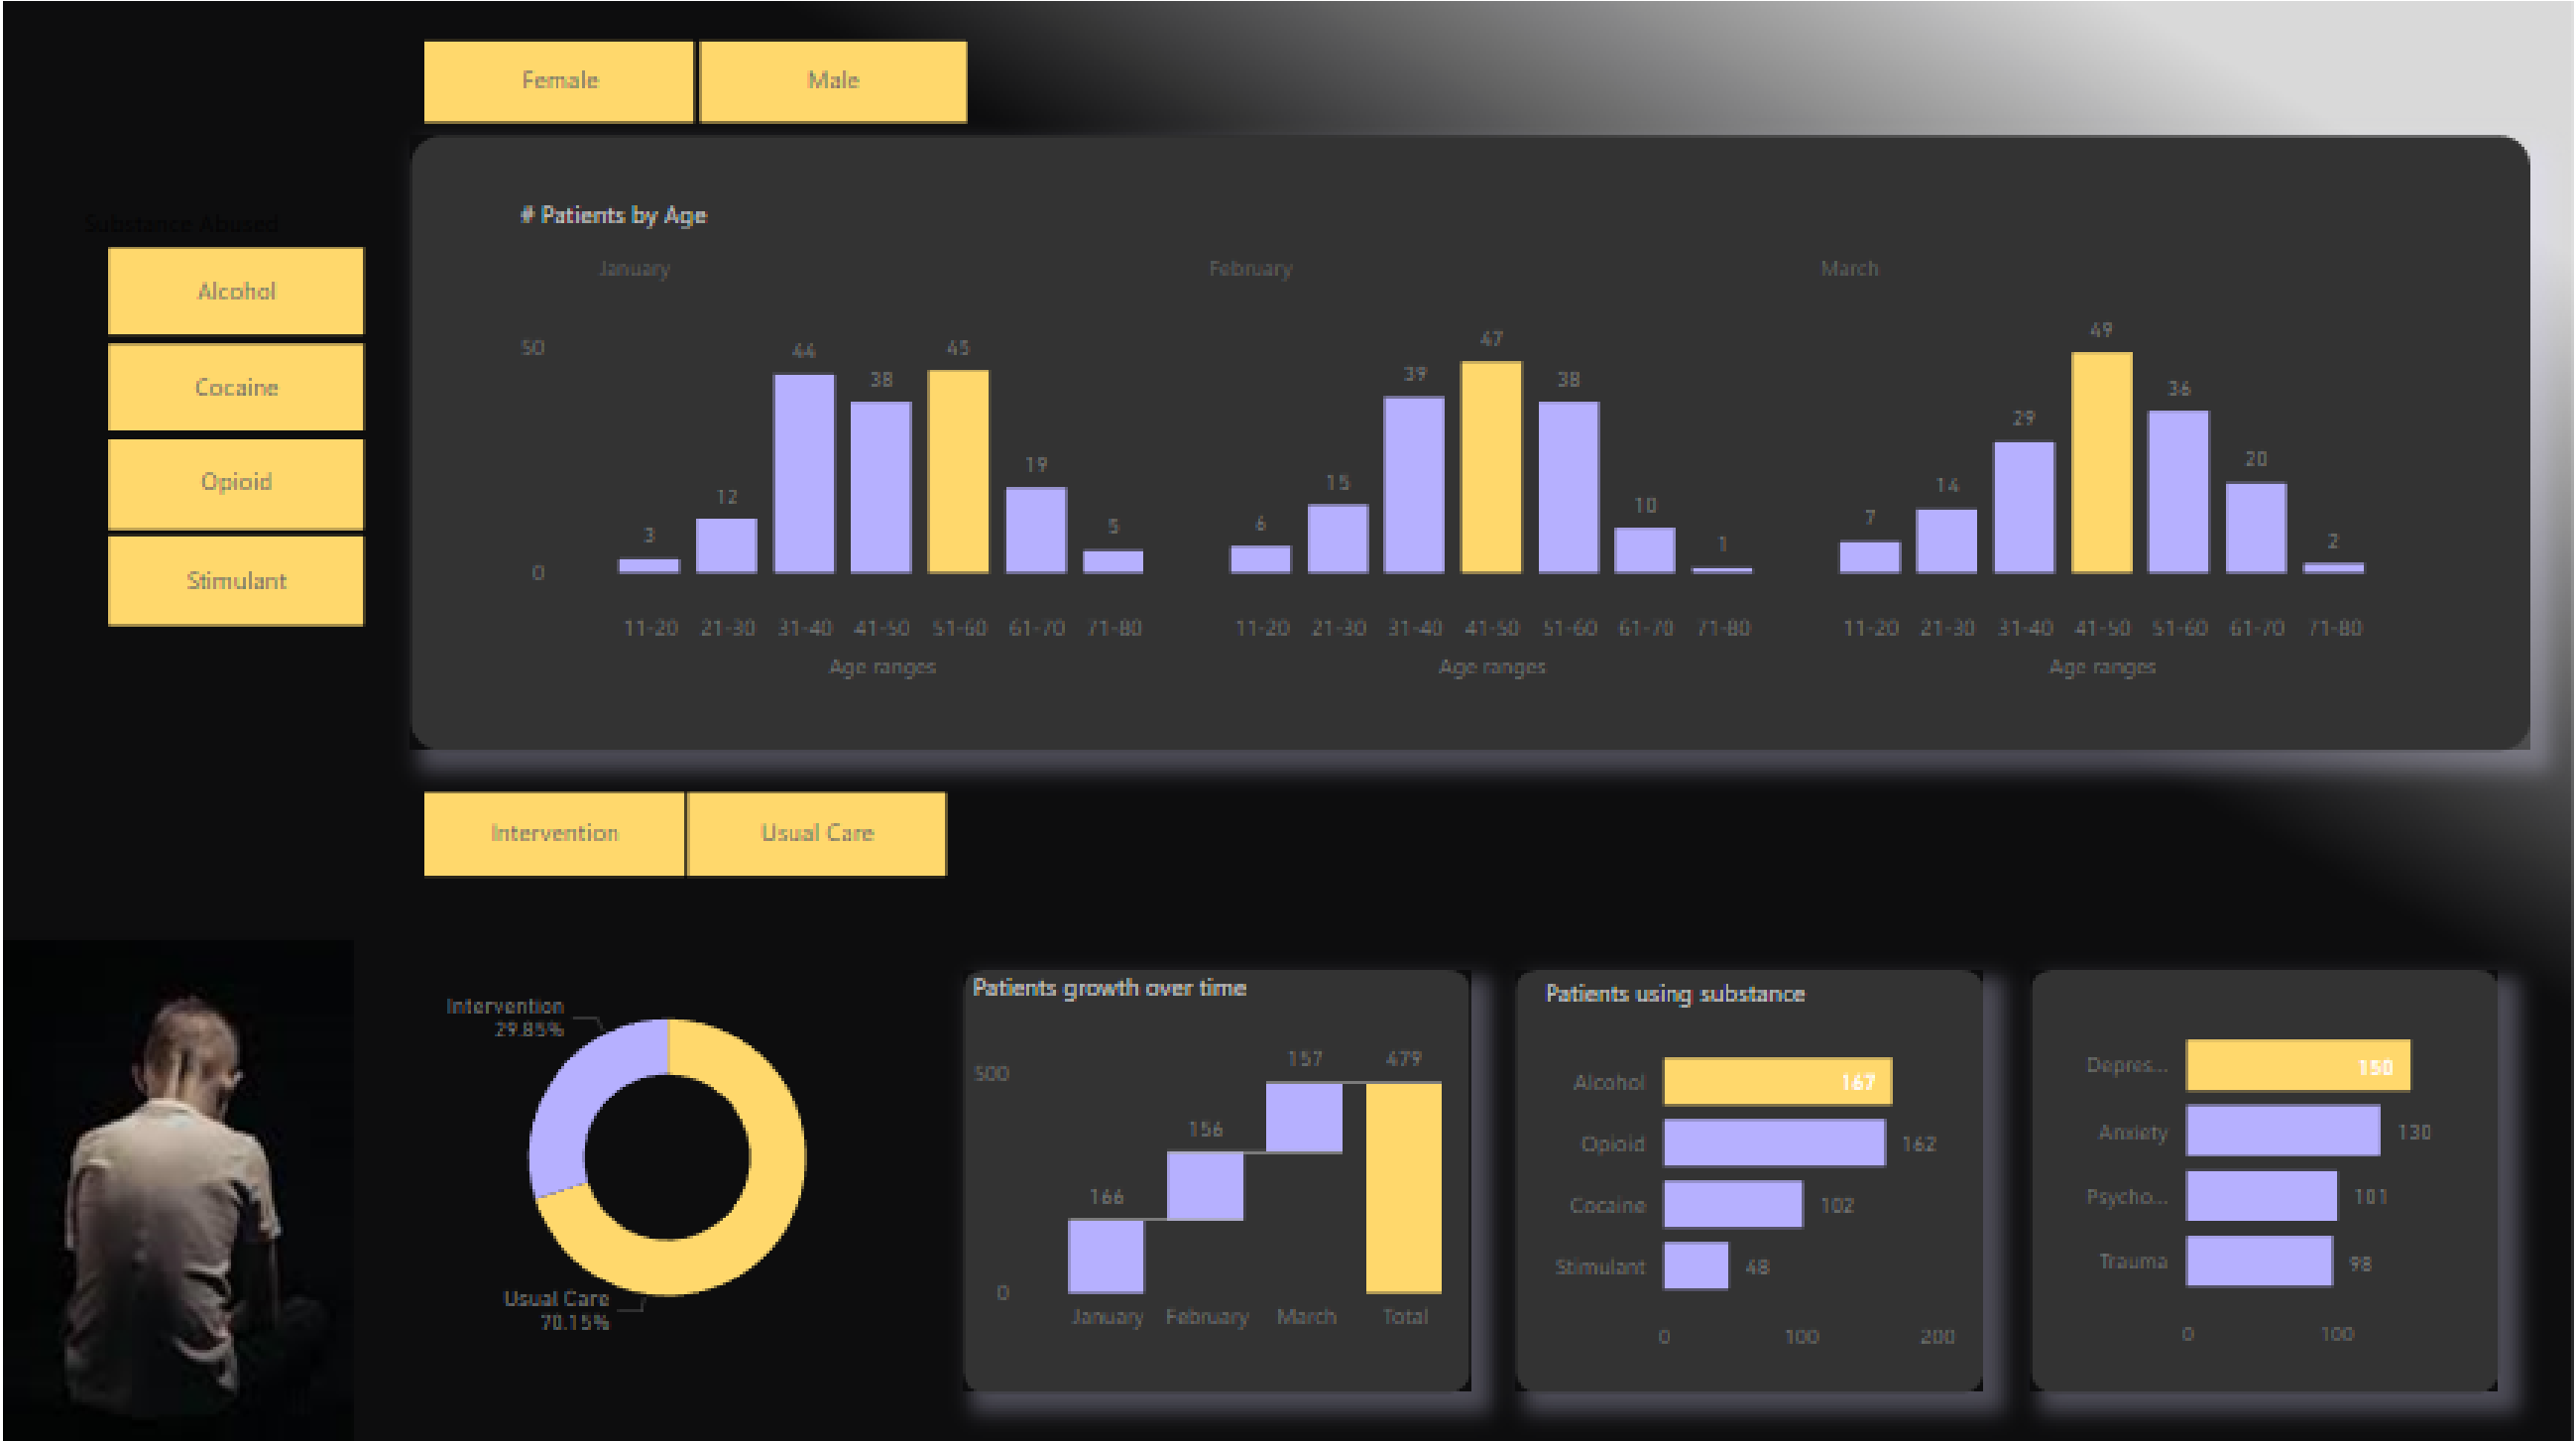 Female
Male
Substance Abused
Alcohol
Cocaine
Opioid
Stimulant
# Patients by Age
January
February
March
50
0
3
12
44
38
45
19
5
6
15
39
47
38
10
1
7
14
29
49
36
20
2
11-20 21-30 31-40 41-50 51-60 61-70 71-80
11-20 21-30 31-40 41-50 51-60 61-70 71-80
11-20 21-30 31-40 41-50 51-60 61-70 71-80
Age ranges
Age ranges
Age ranges
Intervention
Usual Care
Intervention
29.85%
Usual Care
70.15%
Patients growth over time
500
0
166
156
157
479
January February March Total
Patients using substance
Alcohol 167
Opioid 162
Cocaine 102
Stimulant 48
0 100 200
Depres... 150
Anxiety 130
Psycho... 101
Trauma 98
0 100